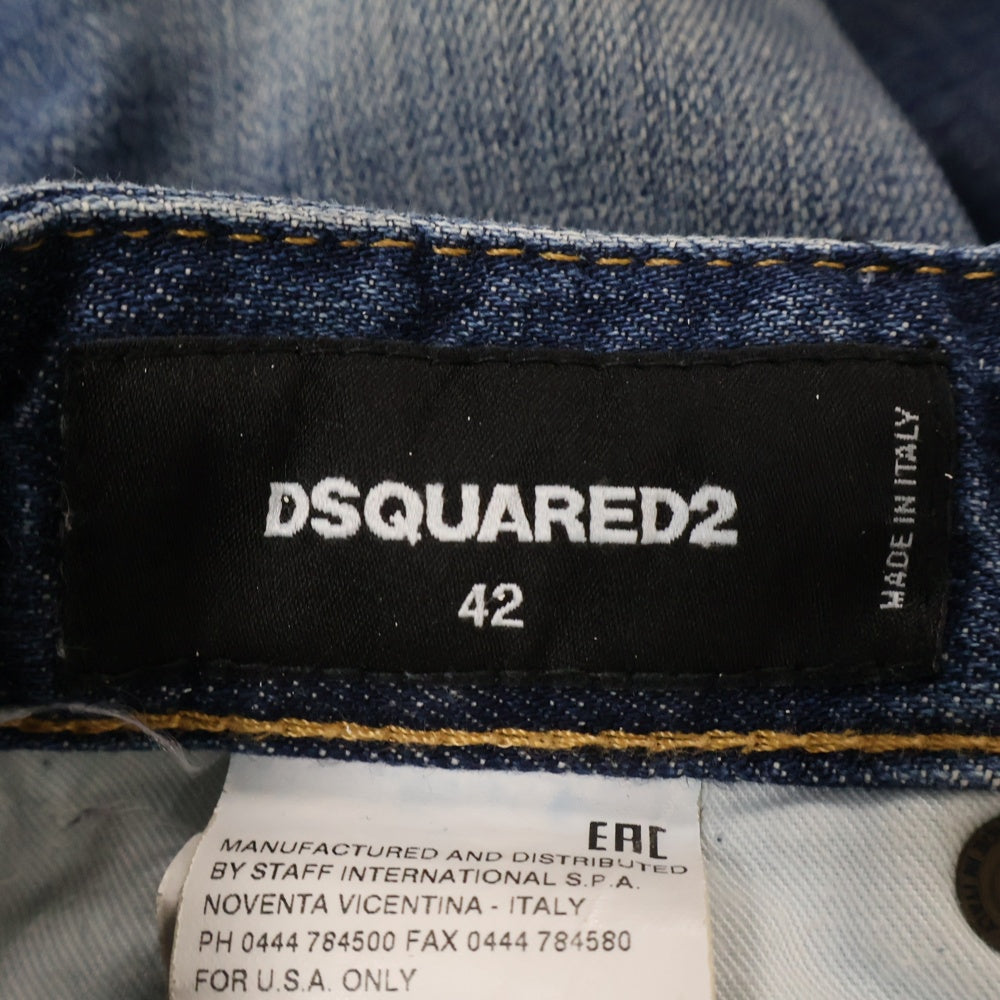 DSQUARED2
42
MADE IN ITALY
EAC
MANUFACTURED AND DISTRIBUTED
BY STAFF INTERNATIONAL S.P.A.
NOVENTA VICENTINA - ITALY
PH 0444 784500 FAX 0444 784580
FOR U.S.A. ONLY